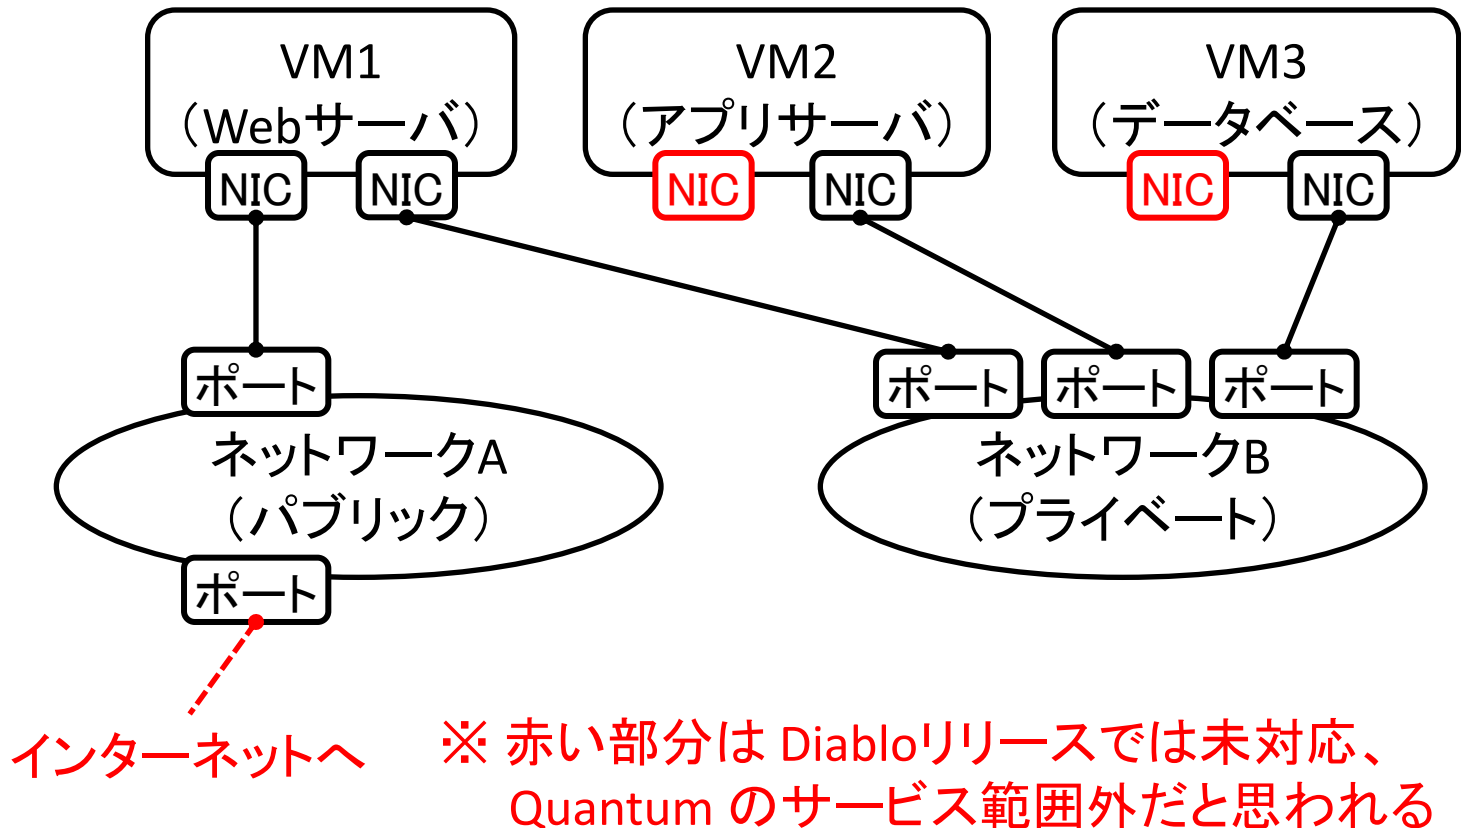 VM1
（Webサーバ）
VM2
（アプリサーバ）
VM3
（データベース）
NIC
NIC
NIC
NIC
NIC
NIC
ポート
ポート
ポート
ポート
ネットワークA
（パブリック）
ネットワークB
（プライベート）
ポート
インターネットへ
※ 赤い部分は Diabloリリースでは未対応、
Quantum のサービス範囲外だと思われる